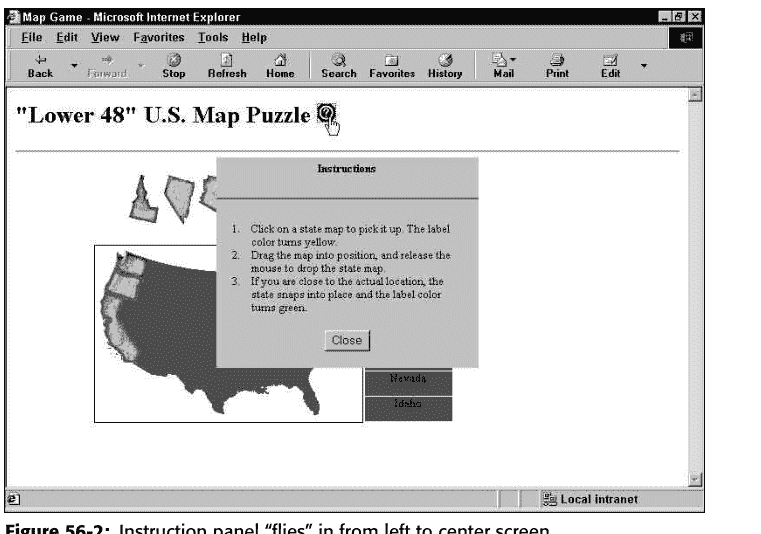 Map Game - Microsoft Internet Explorer
File Edit View Favorites Tools Help
Back Forward Stop Refresh Home Search Favorites History Mail Print Edit
"Lower 48" U.S. Map Puzzle
Instructions
1. Click on a state map to pick it up. The label
color turns yellow.
2. Drag the map into position, and release the
mouse to drop the state map.
3. If you are close to the actual location, the
state snaps into place and the label color
turns green.
Close
Nevada
Idaho
Local intranet
Figure 56-2: Instruction panel “flies” in from left to center screen